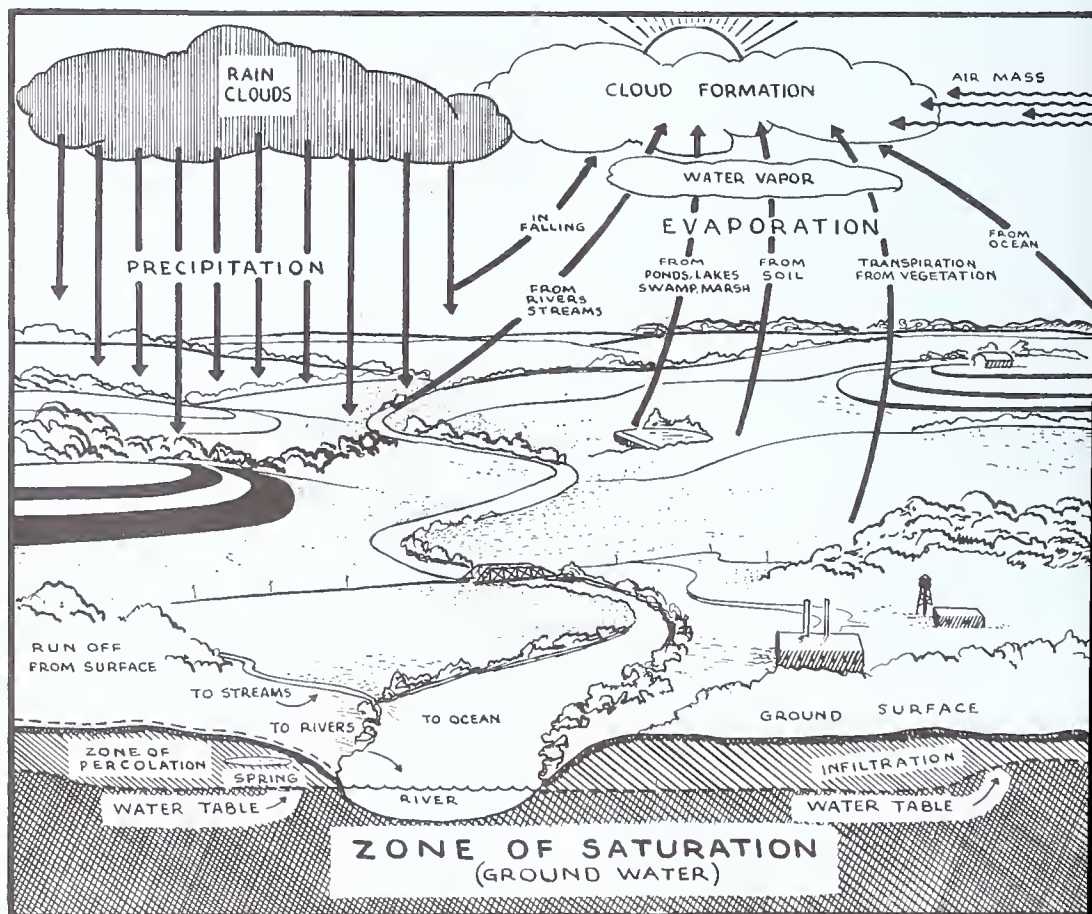 RAIN
CLOUDS
CLOUD FORMATION
AIR MASS
WATER VAPOR
EVAPORATION
IN
FALLING
FROM
OCEAN
PRECIPITATION
FROM
RIVERS
STREAMS
FROM
PONDS, LAKES
SWAMP, MARSH
FROM
SOIL
TRANSPIRATION
FROM VEGETATION
RUN OFF
FROM SURFACE
TO STREAMS
TO RIVERS
TO OCEAN
GROUND SURFACE
ZONE OF
PERCOLATION
SPRING
INFILTRATION
WATER TABLE
RIVER
WATER TABLE
ZONE OF SATURATION
(GROUND WATER)